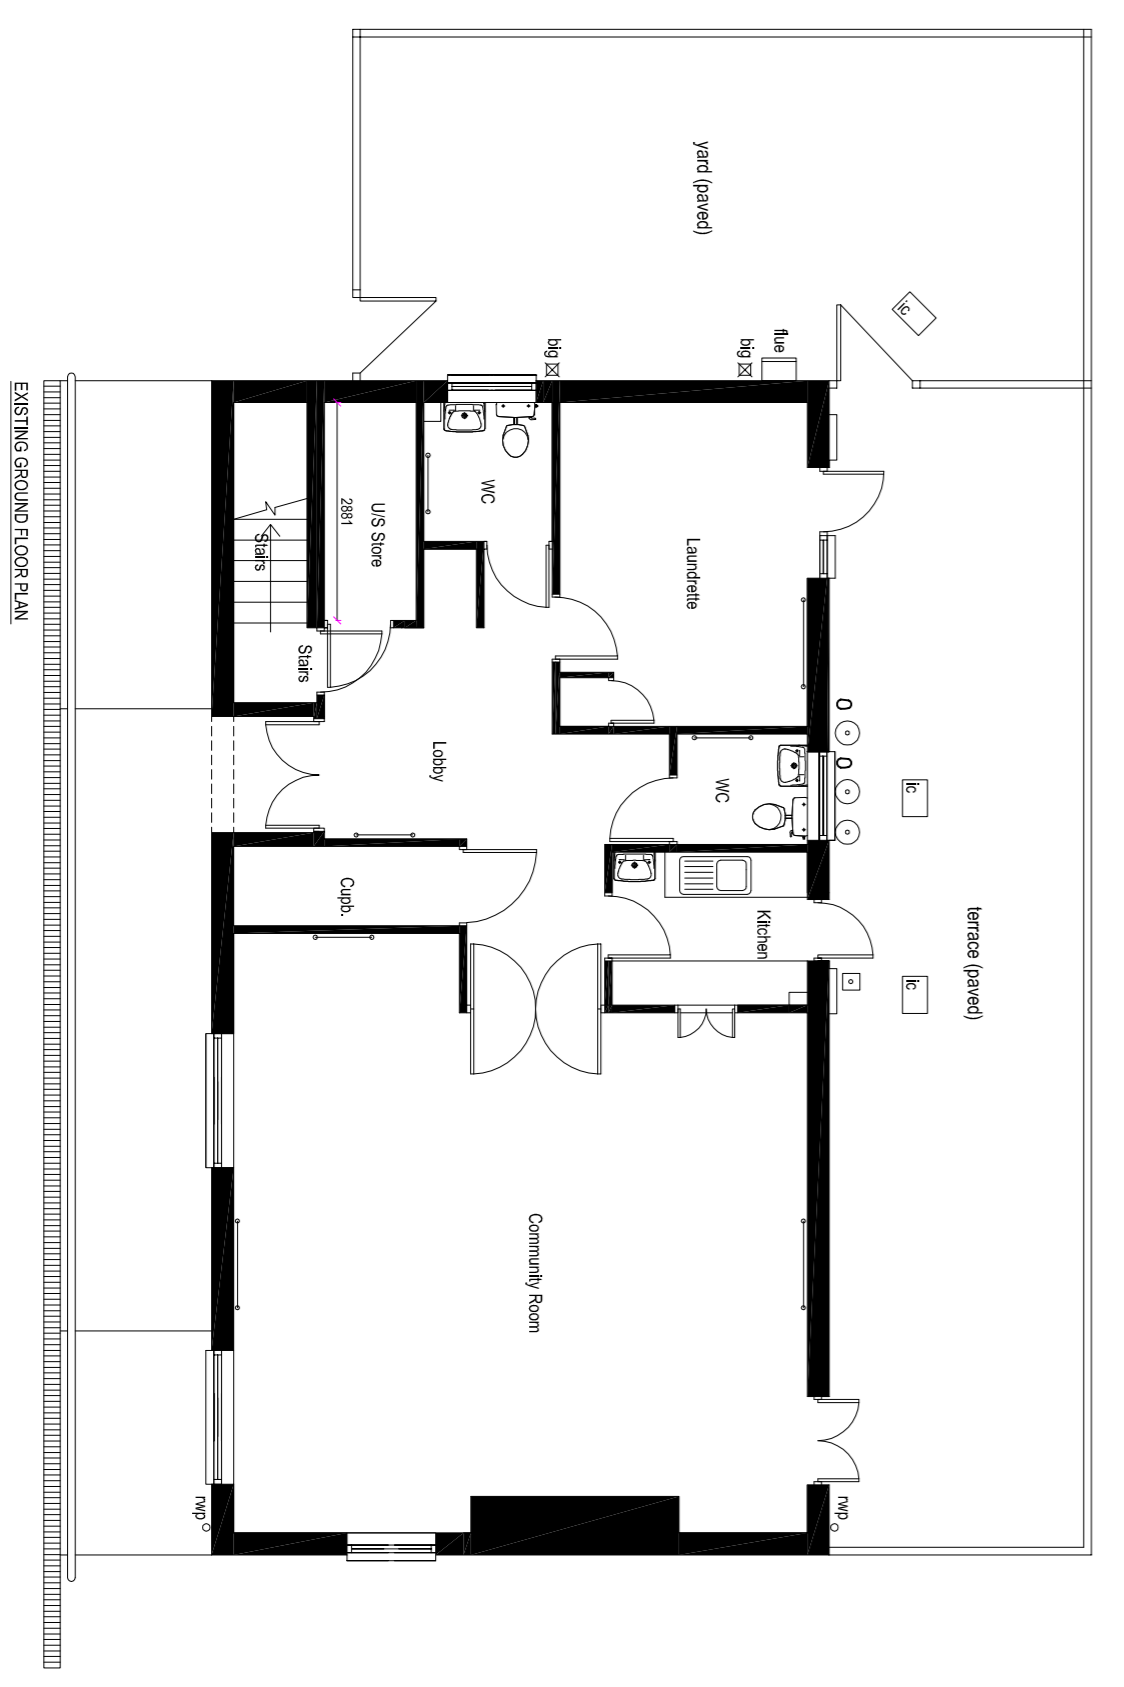 yard (paved)
ic
flue
big
big
WC
U/S Store
2881
Stairs
Stairs
Laundrette
Lobby
WC
ic
Cupb.
Kitchen
terrace (paved)
ic
Community Room
rwp
rwp
EXISTING GROUND FLOOR PLAN